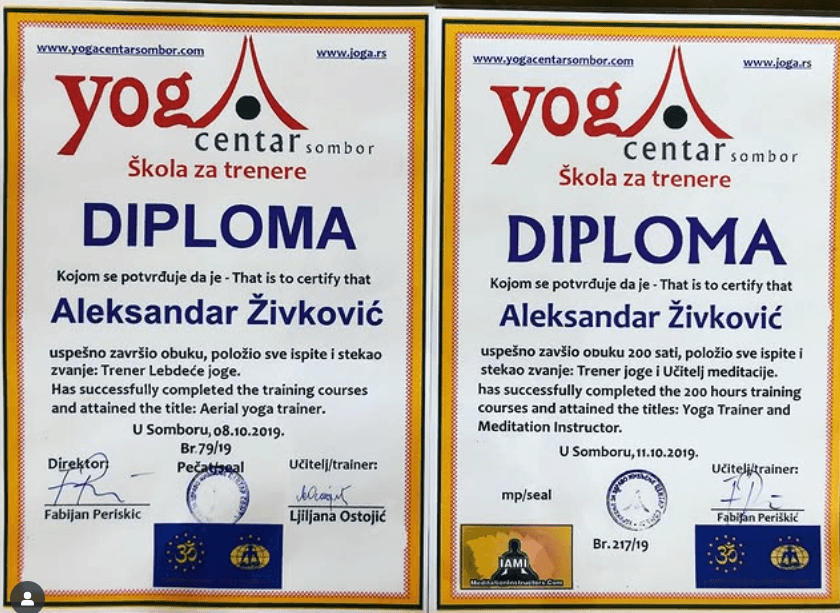 www.yogacentarsombor.com
www.joga.rs
yoga
centar sombor
Škola za trenere
DIPLOMA
Kojom se potvrđuje da je - That is to certify that
Aleksandar Živković
uspešno završio obuku, položio sve ispite i stekao
zvanje: Trener Lebdeće joge.
Has successfully completed the training courses
and attained the title: Aerial yoga trainer.
U Somboru, 08.10.2019.
Br.79/19
Direktor:
Pečat/seal
Učitelj/trainer:
Fabijan Periskic
Ljiljana Ostojić
www.yogacentarsombor.com
www.joga.rs
yoga
centar sombor
Škola za trenere
DIPLOMA
Kojom se potvrđuje da je - That is to certify that
Aleksandar Živković
uspešno zavšio obuku 200 sati, položio sve ispite i
stekao zvanje: Trener joge i Učitelj meditacije.
has successfully completed the 200 hours training
courses and attained the titles: Yoga Trainer and
Meditation Instructor.
U Somboru, 11.10.2019.
Učitelj/trainer:
mp/seal
Fabijan Periškić
Br.217/19
IAMI
MeditationInstructors.Com